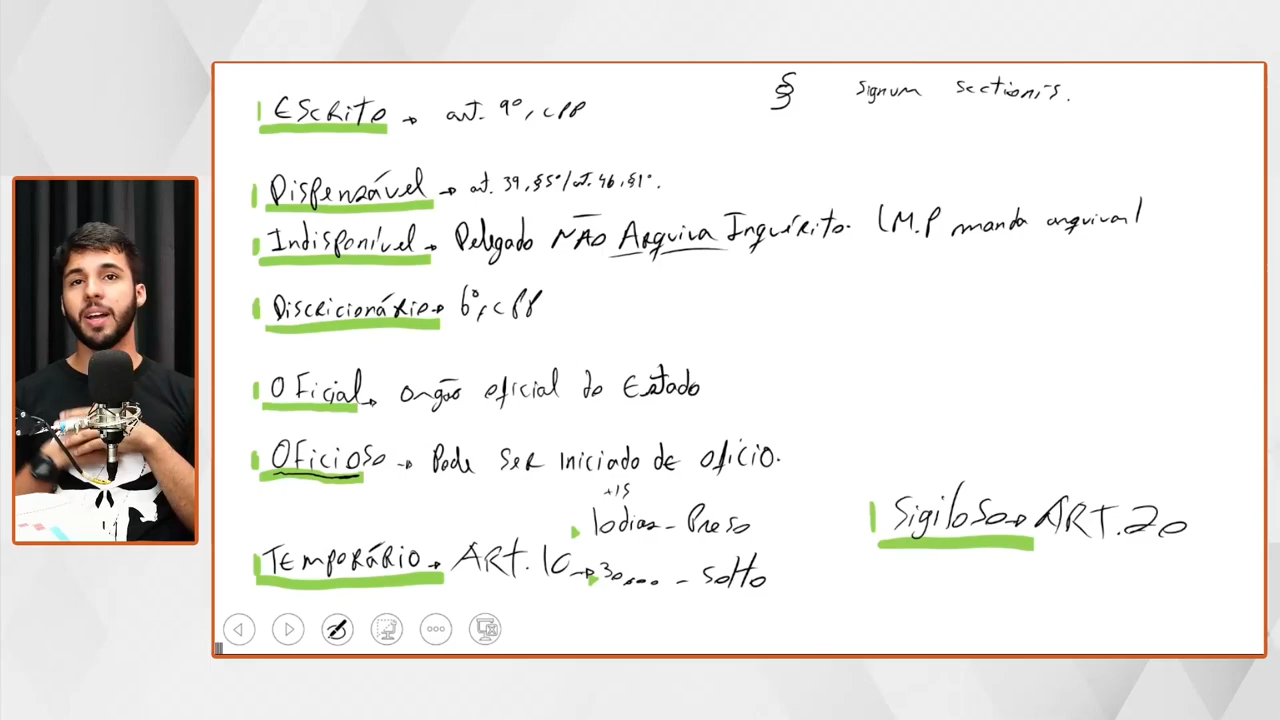 § signum sectionis.
Escrito → art. 9º, CPP
Dispensável → art. 39, §5º/art. 46, §1º.
Indisponível → Delegado NÃO Arquiva Inquérito. (M.P manda arquivar)
Discricionário → 6º, CPP
Oficial → orgão oficial do Estado
Oficioso → Pode ser iniciado de ofício.
+15
10 dias - Preso
Temporário → Art. 10 → 30 - solto
Sigiloso → ART. 20